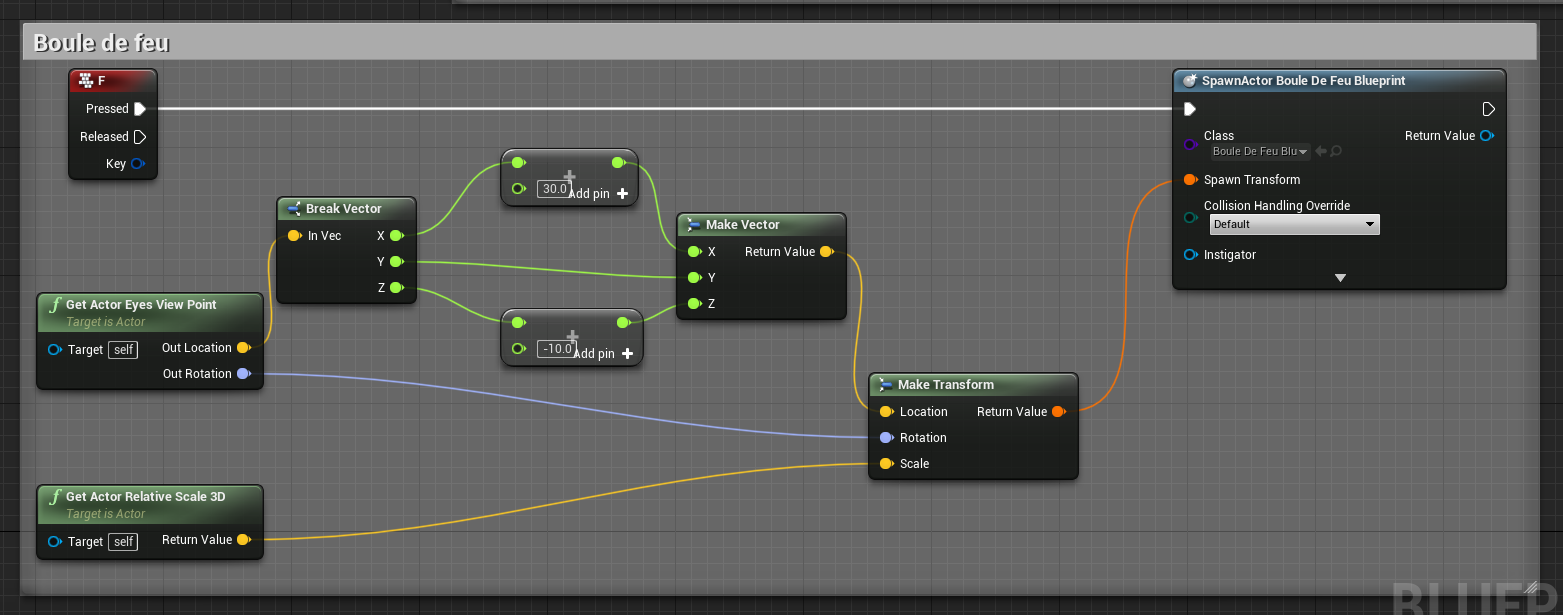 Boule de feu
F
Pressed
Released
Key
SpawnActor Boule De Feu Blueprint
Class
Boule De Feu Blu
Return Value
Spawn Transform
Collision Handling Override
Default
Instigator
30.0
Add pin
Break Vector
In Vec
X
Y
Z
Make Vector
X
Return Value
Y
Z
-10.0
Add pin
Get Actor Eyes View Point
Target is Actor
Target
self
Out Location
Out Rotation
Make Transform
Location
Return Value
Rotation
Scale
Get Actor Relative Scale 3D
Target is Actor
Target
self
Return Value